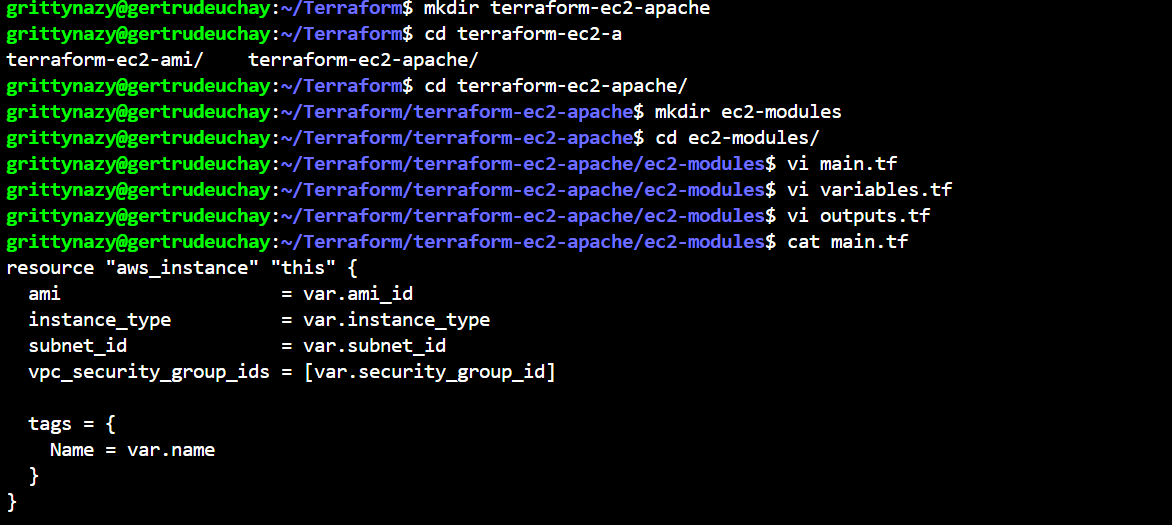 grittynazy@gertrudeuchay:~/Terraform$ mkdir terraform-ec2-apache
grittynazy@gertrudeuchay:~/Terraform$ cd terraform-ec2-a
terraform-ec2-ami/    terraform-ec2-apache/
grittynazy@gertrudeuchay:~/Terraform$ cd terraform-ec2-apache/
grittynazy@gertrudeuchay:~/Terraform/terraform-ec2-apache$ mkdir ec2-modules
grittynazy@gertrudeuchay:~/Terraform/terraform-ec2-apache$ cd ec2-modules/
grittynazy@gertrudeuchay:~/Terraform/terraform-ec2-apache/ec2-modules$ vi main.tf
grittynazy@gertrudeuchay:~/Terraform/terraform-ec2-apache/ec2-modules$ vi variables.tf
grittynazy@gertrudeuchay:~/Terraform/terraform-ec2-apache/ec2-modules$ vi outputs.tf
grittynazy@gertrudeuchay:~/Terraform/terraform-ec2-apache/ec2-modules$ cat main.tf
resource "aws_instance" "this" {
  ami                    = var.ami_id
  instance_type          = var.instance_type
  subnet_id              = var.subnet_id
  vpc_security_group_ids = [var.security_group_id]

  tags = {
    Name = var.name
  }
}